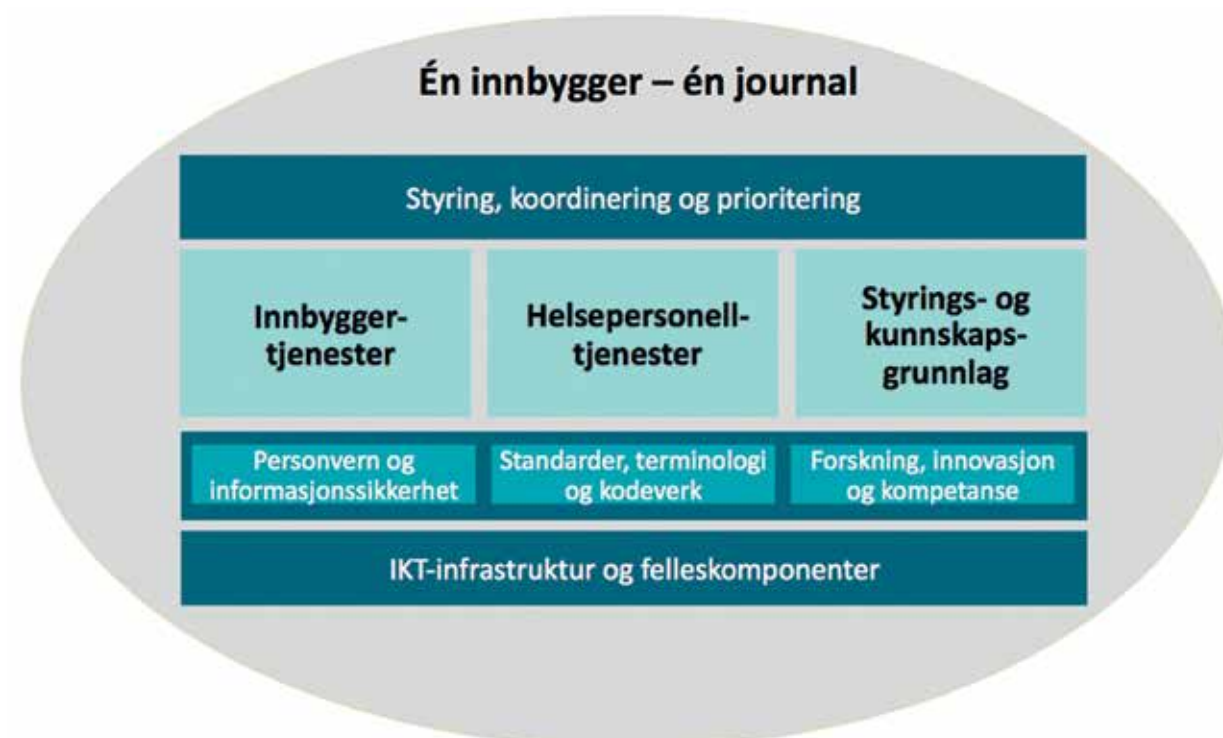 Én innbygger – én journal
Styring, koordinering og prioritering
Innbygger-
tjenester
Helsepersonell-
tjenester
Styrings- og
kunnskaps-
grunnlag
Personvern og
informasjonssikkerhet
Standarder, terminologi
og kodeverk
Forskning, innovasjon
og kompetanse
IKT-infrastruktur og felleskomponenter